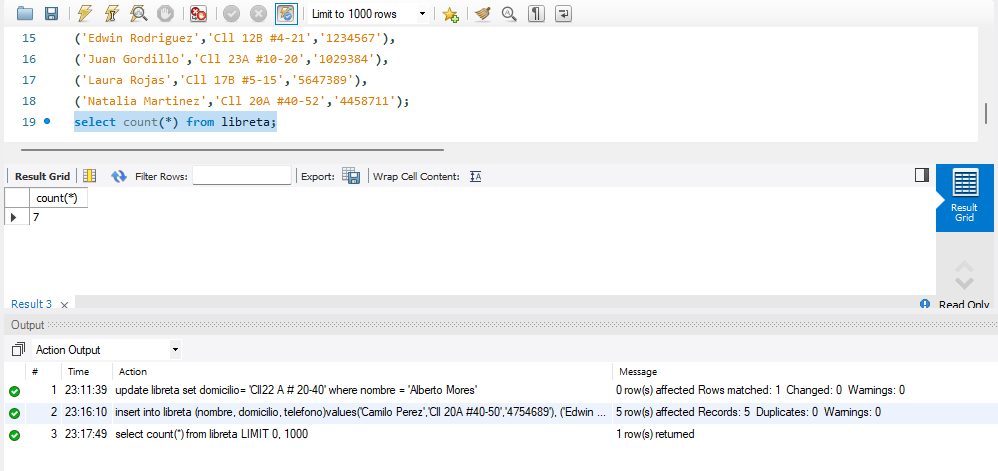 Limit to 1000 rows
15 ('Edwin Rodriguez','Cll 12B #4-21','1234567'),
16 ('Juan Gordillo','Cll 23A #10-20','1029384'),
17 ('Laura Rojas','Cll 17B #5-15','5647389'),
18 ('Natalia Martinez','Cll 20A #40-52','4458711');
19 select count(*) from libreta;
Result Grid Filter Rows: Export: Wrap Cell Content: IA
count(*)
7
Result
Grid
Result 3 Read Only
Output
Action Output
# Time Action Message
1 23:11:39 update libreta set domicilio= 'Cll22 A # 20-40' where nombre = 'Alberto Mores' 0 row(s) affected Rows matched: 1 Changed: 0 Warnings: 0
2 23:16:10 insert into libreta (nombre, domicilio, telefono)values('Camilo Perez','Cll 20A #40-50','4754689'), ('Edwin ... 5 row(s) affected Records: 5 Duplicates: 0 Warnings: 0
3 23:17:49 select count(*) from libreta LIMIT 0, 1000 1 row(s) returned